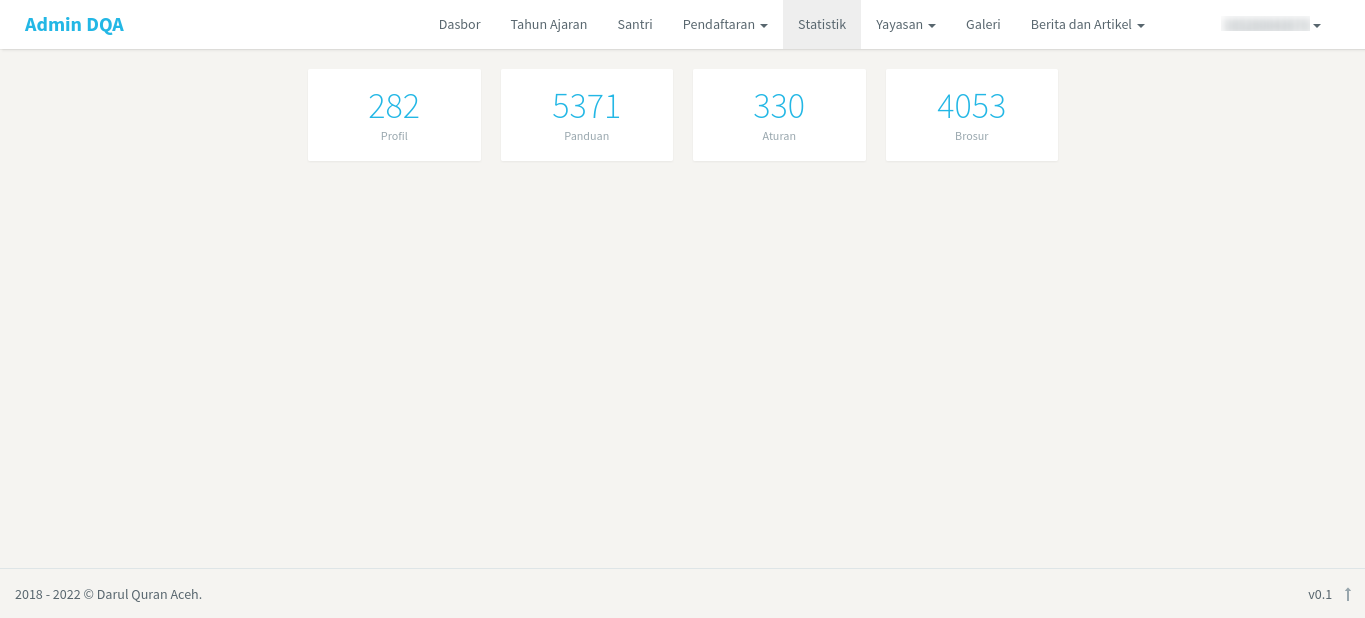 Admin DQA Dasbor Tahun Ajaran Santri Pendaftaran Statistik Yayasan Galeri Berita dan Artikel
282 5371 330 4053
Profil Panduan Aturan Brosur
2018 - 2022 © Darul Quran Aceh. v0.1 ↑